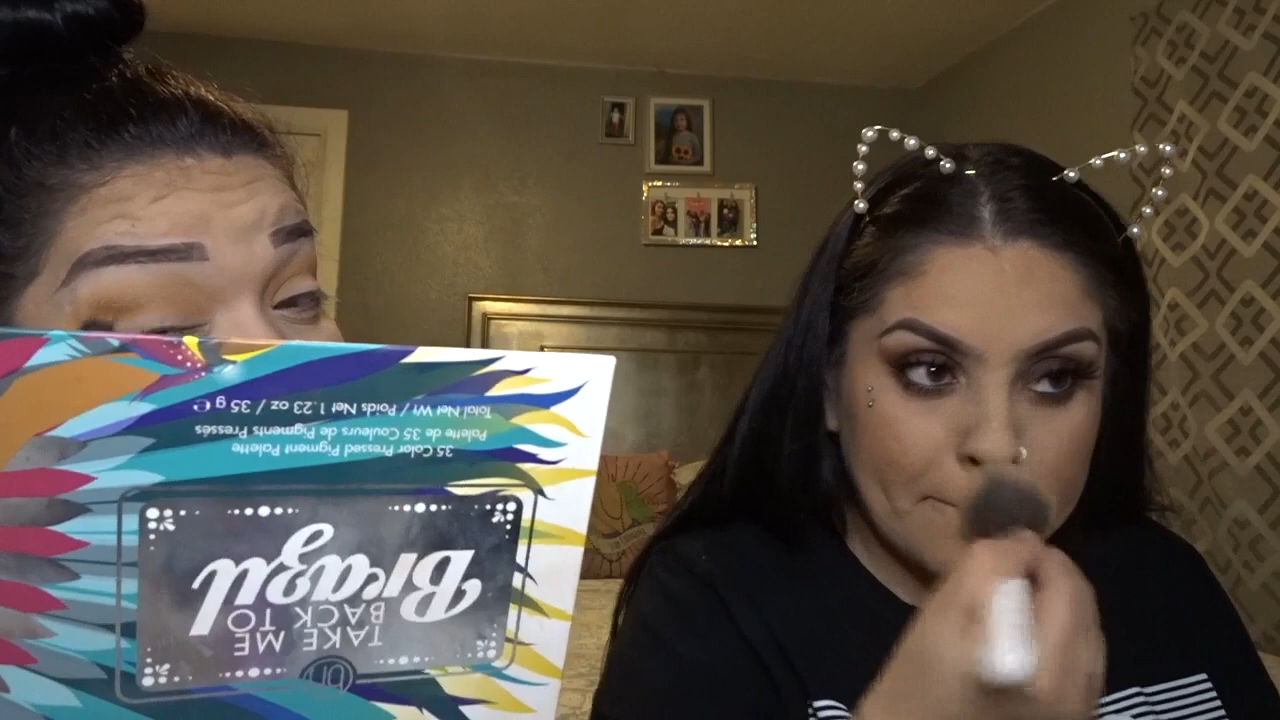 BH
TAKE ME
BACK TO
Brazil
35 Color Pressed Pigment Palette
Palette de 35 Couleurs de Pigments Pressés
Total Net Wt / Poids Net 1.23 oz / 35 g ℮